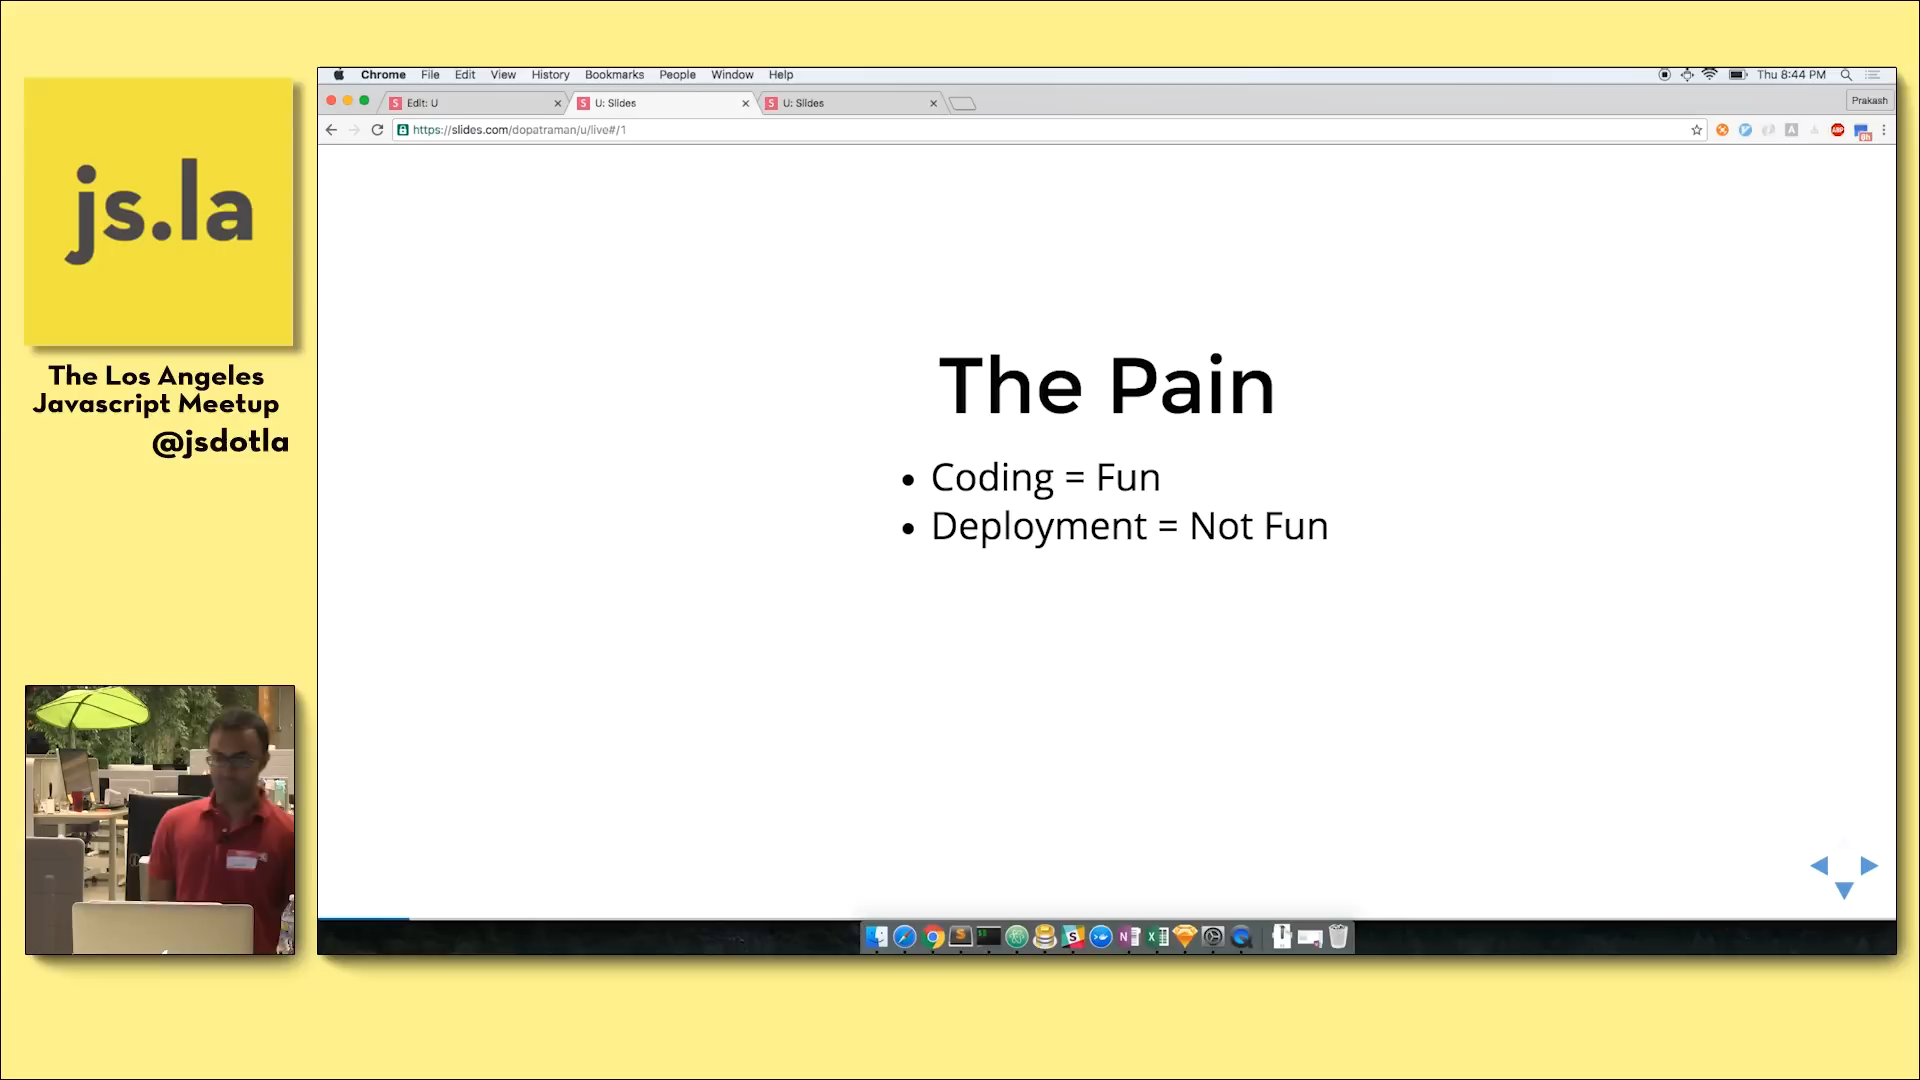 js.la
The Los Angeles
Javascript Meetup
@jsdotla
Chrome File Edit View History Bookmarks People Window Help
Thu 8:44 PM
Edit: U
U: Slides
U: Slides
Prakash
https://slides.com/dopatraman/u/live#/1
ABP
8h
The Pain
Coding = Fun
Deployment = Not Fun